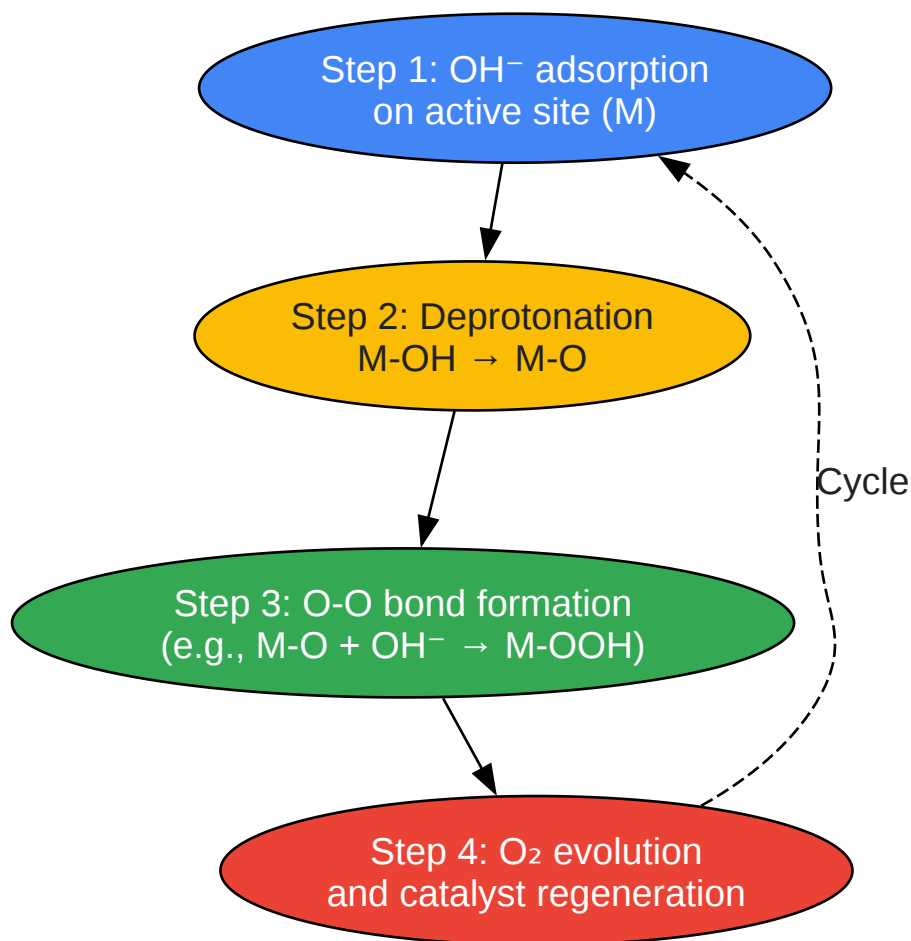 Step 1: OH⁻ adsorption
on active site (M)
Step 2: Deprotonation
M-OH → M-O
Cycle
Step 3: O-O bond formation
(e.g., M-O + OH⁻ → M-OOH)
Step 4: O₂ evolution
and catalyst regeneration